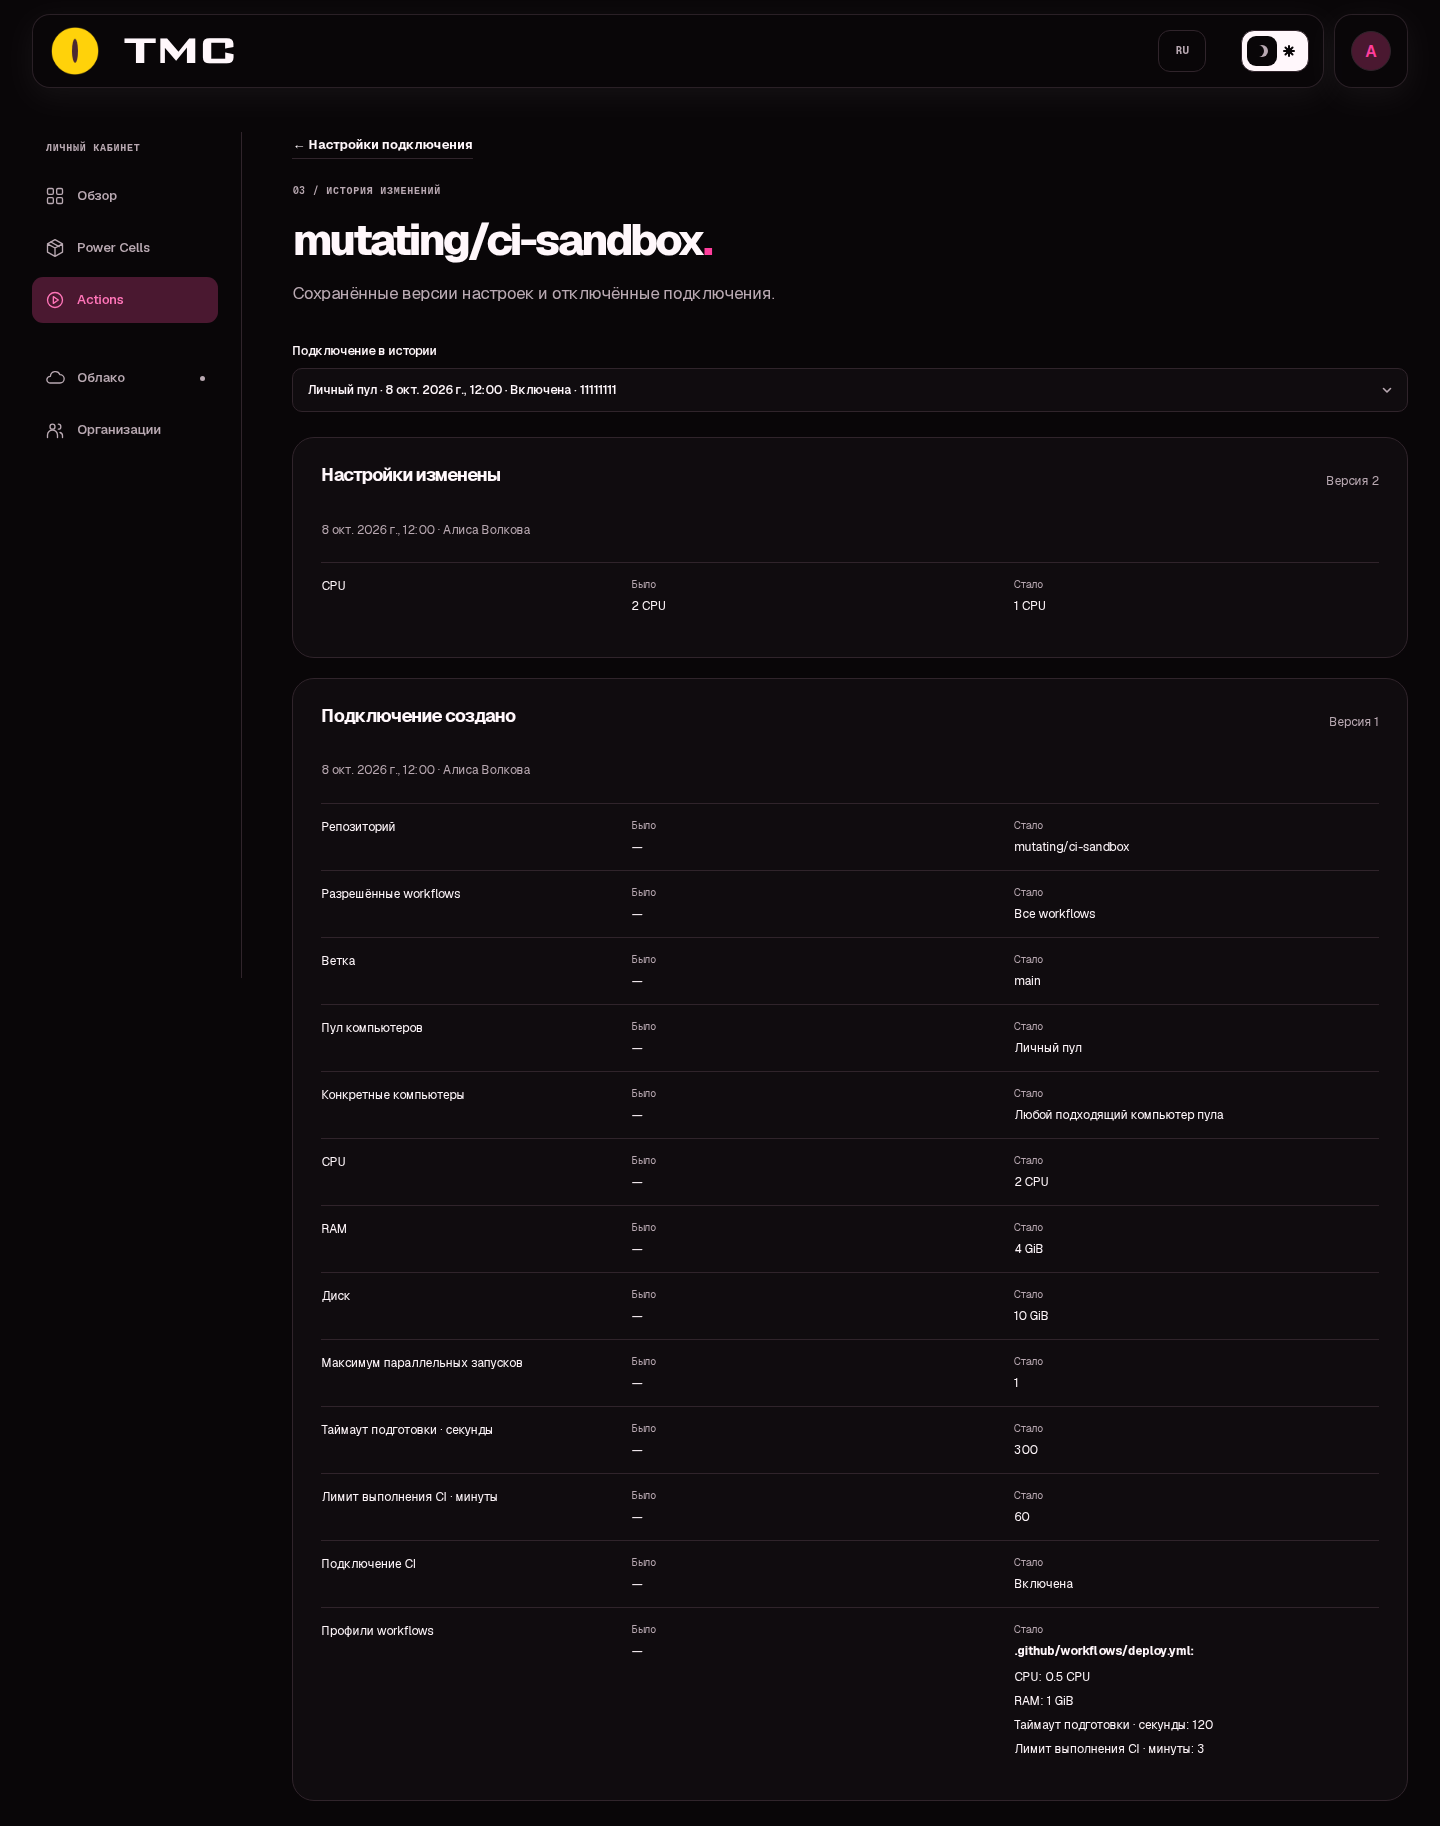 TMC
RU
A
ЛИЧНЫЙ КАБИНЕТ
Обзор
Power Cells
Actions
Облако
Организации
← Настройки подключения
03 / ИСТОРИЯ ИЗМЕНЕНИЙ
mutating/ci-sandbox.
Сохранённые версии настроек и отключённые подключения.
Подключение в истории
Личный пул · 8 окт. 2026 г., 12:00 · Включена · 11111111
Настройки изменены
Версия 2
8 окт. 2026 г., 12:00 · Алиса Волкова
CPU
Было
2 CPU
Стало
1 CPU
Подключение создано
Версия 1
8 окт. 2026 г., 12:00 · Алиса Волкова
Репозиторий
Было
—
Стало
mutating/ci-sandbox
Разрешённые workflows
Было
—
Стало
Все workflows
Ветка
Было
—
Стало
main
Пул компьютеров
Было
—
Стало
Личный пул
Конкретные компьютеры
Было
—
Стало
Любой подходящий компьютер пула
CPU
Было
—
Стало
2 CPU
RAM
Было
—
Стало
4 GiB
Диск
Было
—
Стало
10 GiB
Максимум параллельных запусков
Было
—
Стало
1
Таймаут подготовки · секунды
Было
—
Стало
300
Лимит выполнения CI · минуты
Было
—
Стало
60
Подключение CI
Было
—
Стало
Включена
Профили workflows
Было
—
Стало
.github/workflows/deploy.yml:
CPU: 0.5 CPU
RAM: 1 GiB
Таймаут подготовки · секунды: 120
Лимит выполнения CI · минуты: 3